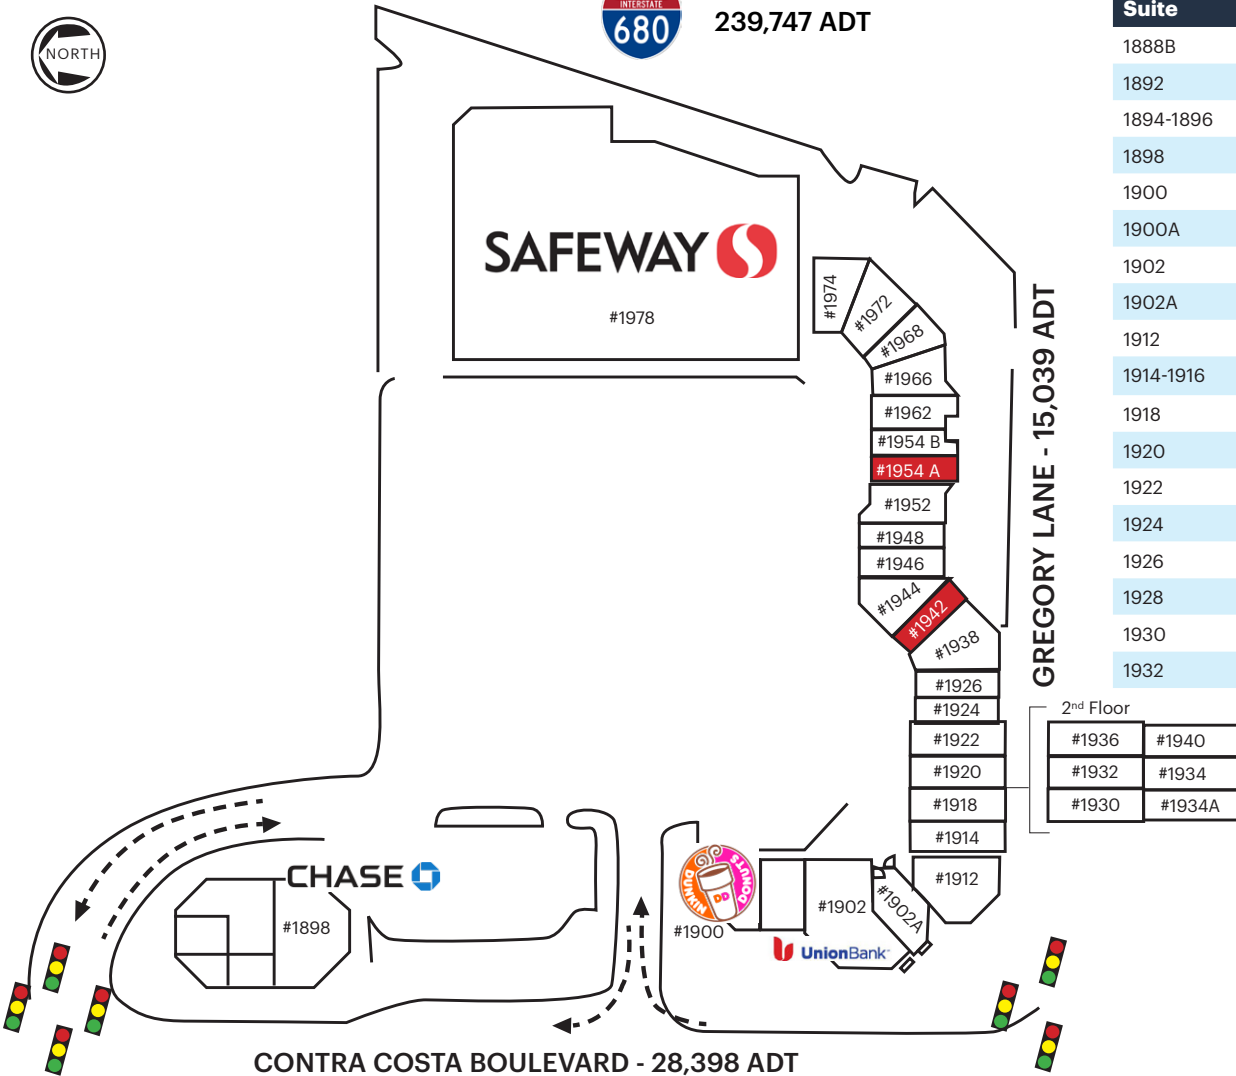 INTERSTATE
680
239,747 ADT
NORTH
SAFEWAY
#1978
#1974
#1972
#1968
#1966
#1962
#1954 B
#1954 A
#1952
#1948
#1946
#1944
#1942
#1938
#1926
#1924
#1922
#1920
#1918
#1914
#1912
GREGORY LANE - 15,039 ADT
2nd Floor
#1936 #1940
#1932 #1934
#1930 #1934A
CHASE
#1898
DUNKIN'
DONUTS
DD
#1900
#1902
#1902A
UnionBank
CONTRA COSTA BOULEVARD - 28,398 ADT
Suite
1888B
1892
1894-1896
1898
1900
1900A
1902
1902A
1912
1914-1916
1918
1920
1922
1924
1926
1928
1930
1932